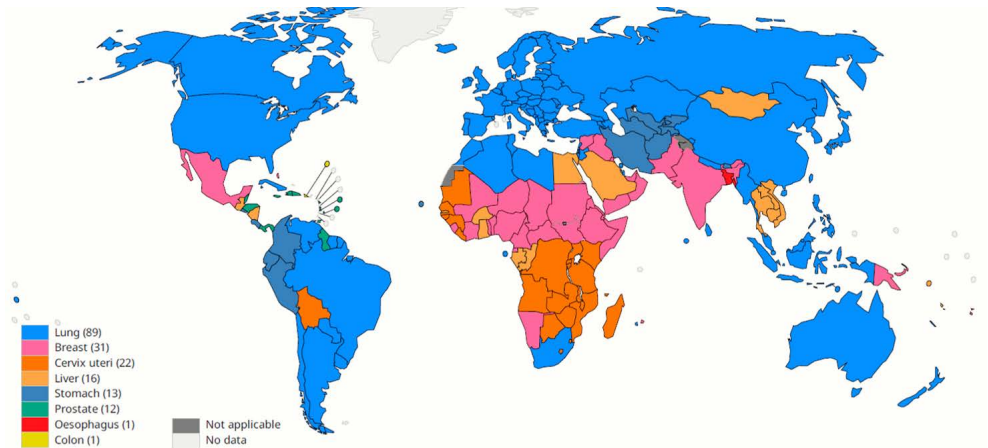 Lung (89)
Breast (31)
Cervix uteri (22)
Liver (16)
Stomach (13)
Prostate (12)
Oesophagus (1)
Colon (1)
Not applicable
No data